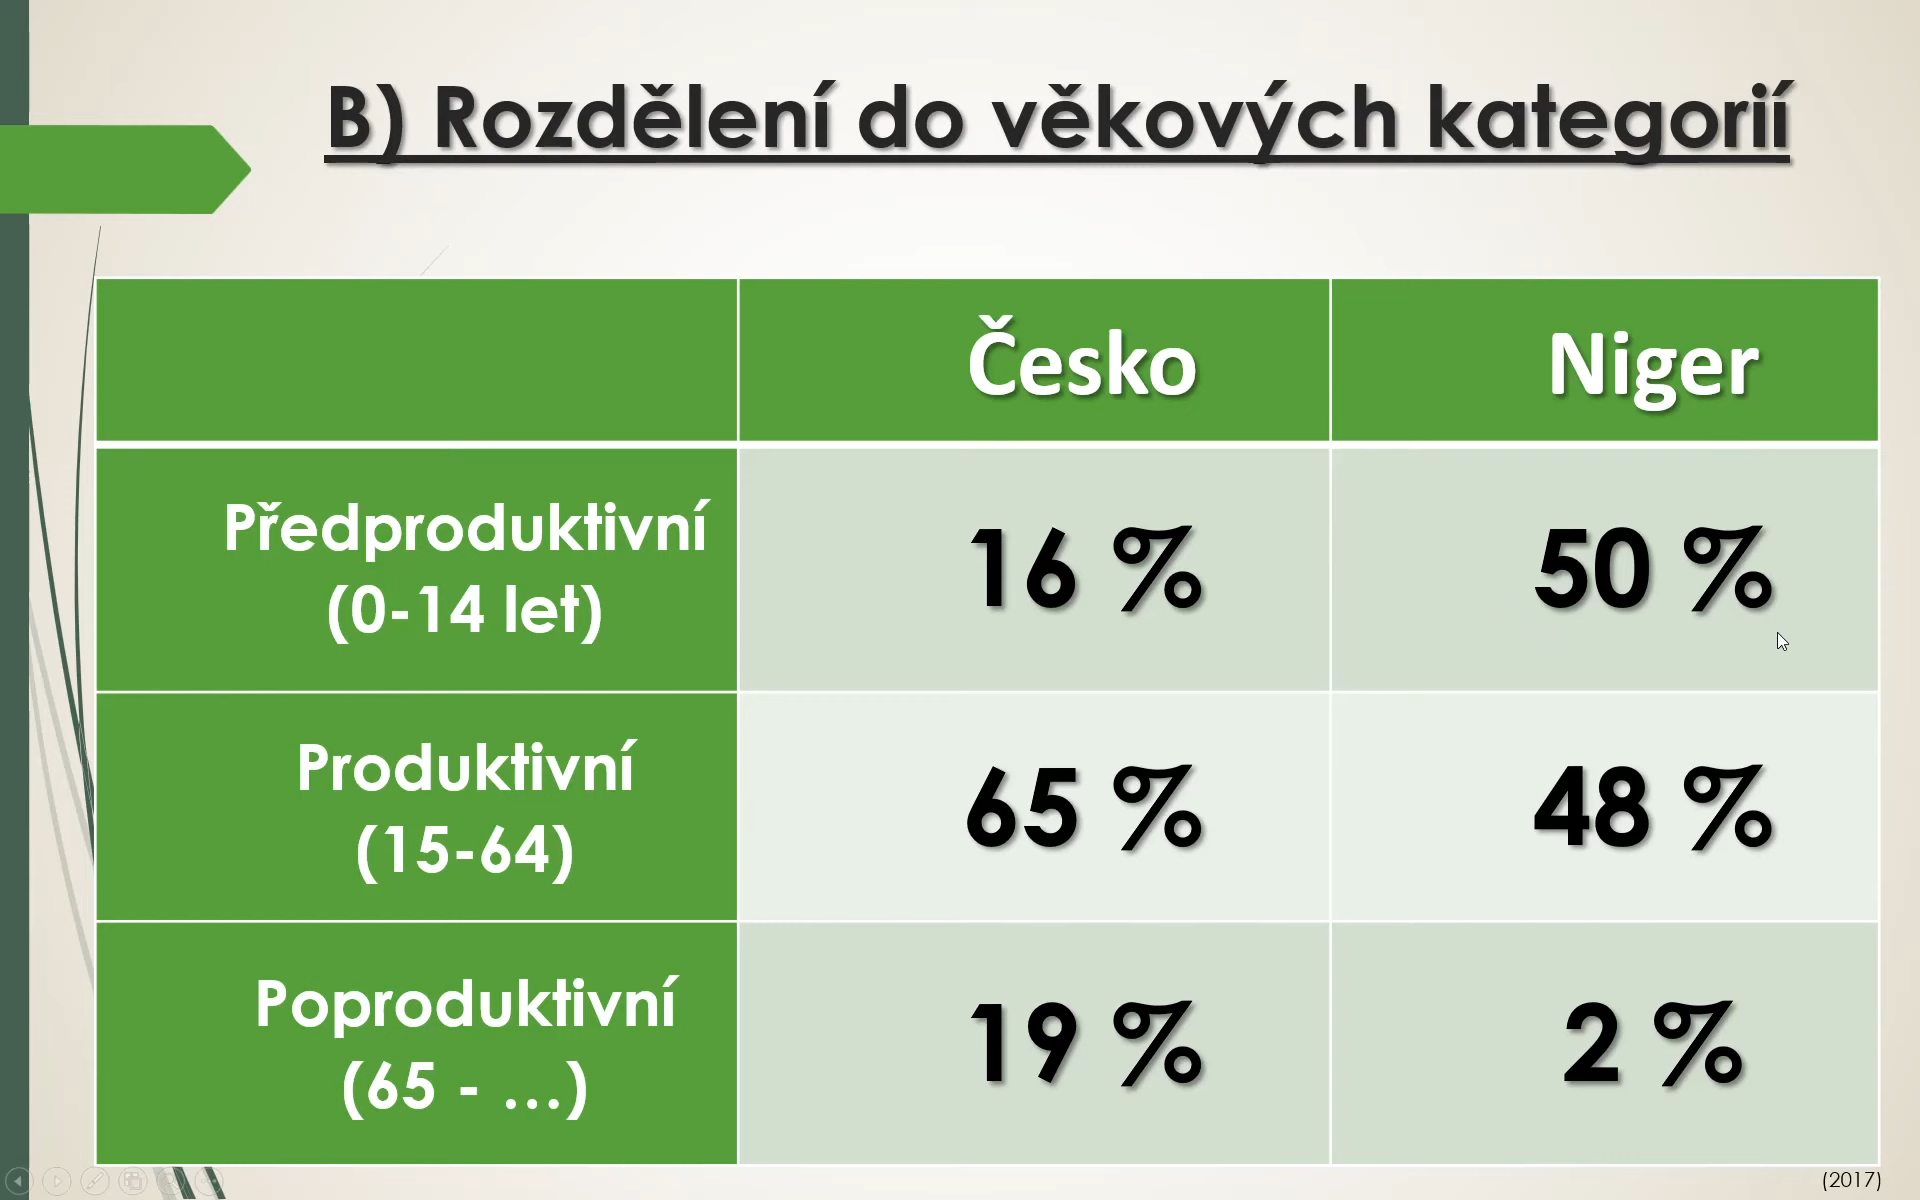 B) Rozdělení do věkových kategorií
Česko
Niger
Předproduktivní
(0-14 let)
16 %
50 %
Produktivní
(15-64)
65 %
48 %
Poproduktivní
(65 - ...)
19 %
2 %
(2017)